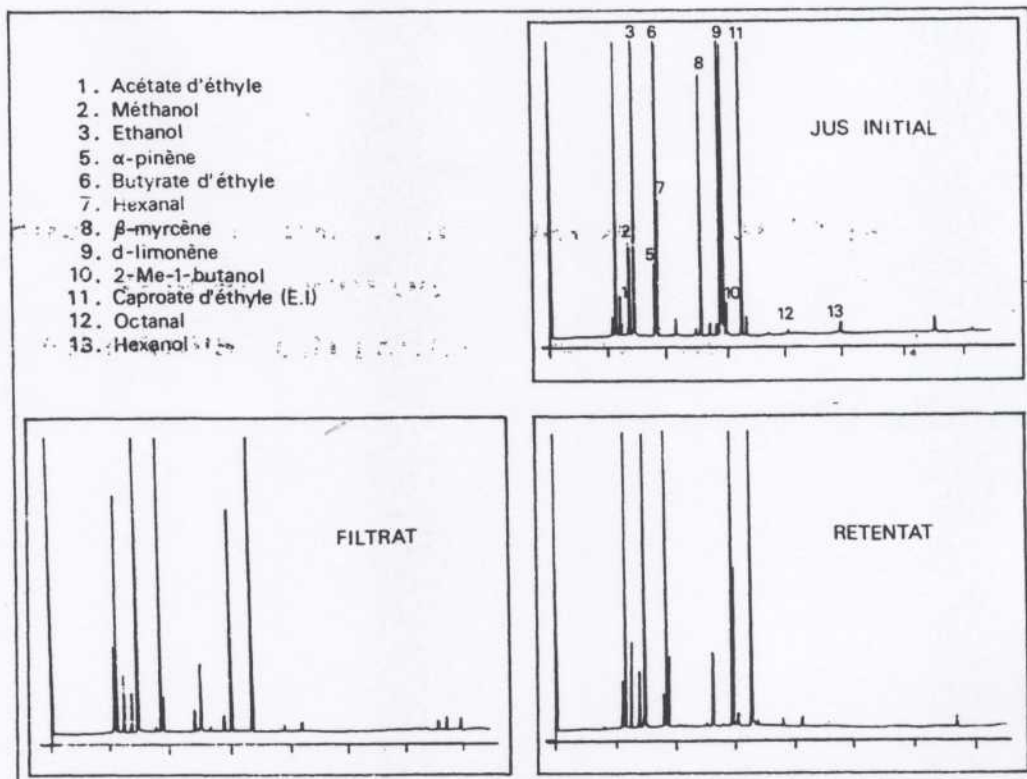 1. Acétate d'éthyle
2. Méthanol
3. Ethanol
5. α-pinène
6. Butyrate d'éthyle
7. Hexanal
8. β-myrcène
9. d-limonène
10. 2-Me-1-butanol
11. Caproate d'éthyle (E.I)
12. Octanal
13. Hexanol
3 6 9 11
8
JUS INITIAL
7
2
5
1 10
12 13
FILTRAT
RETENTAT